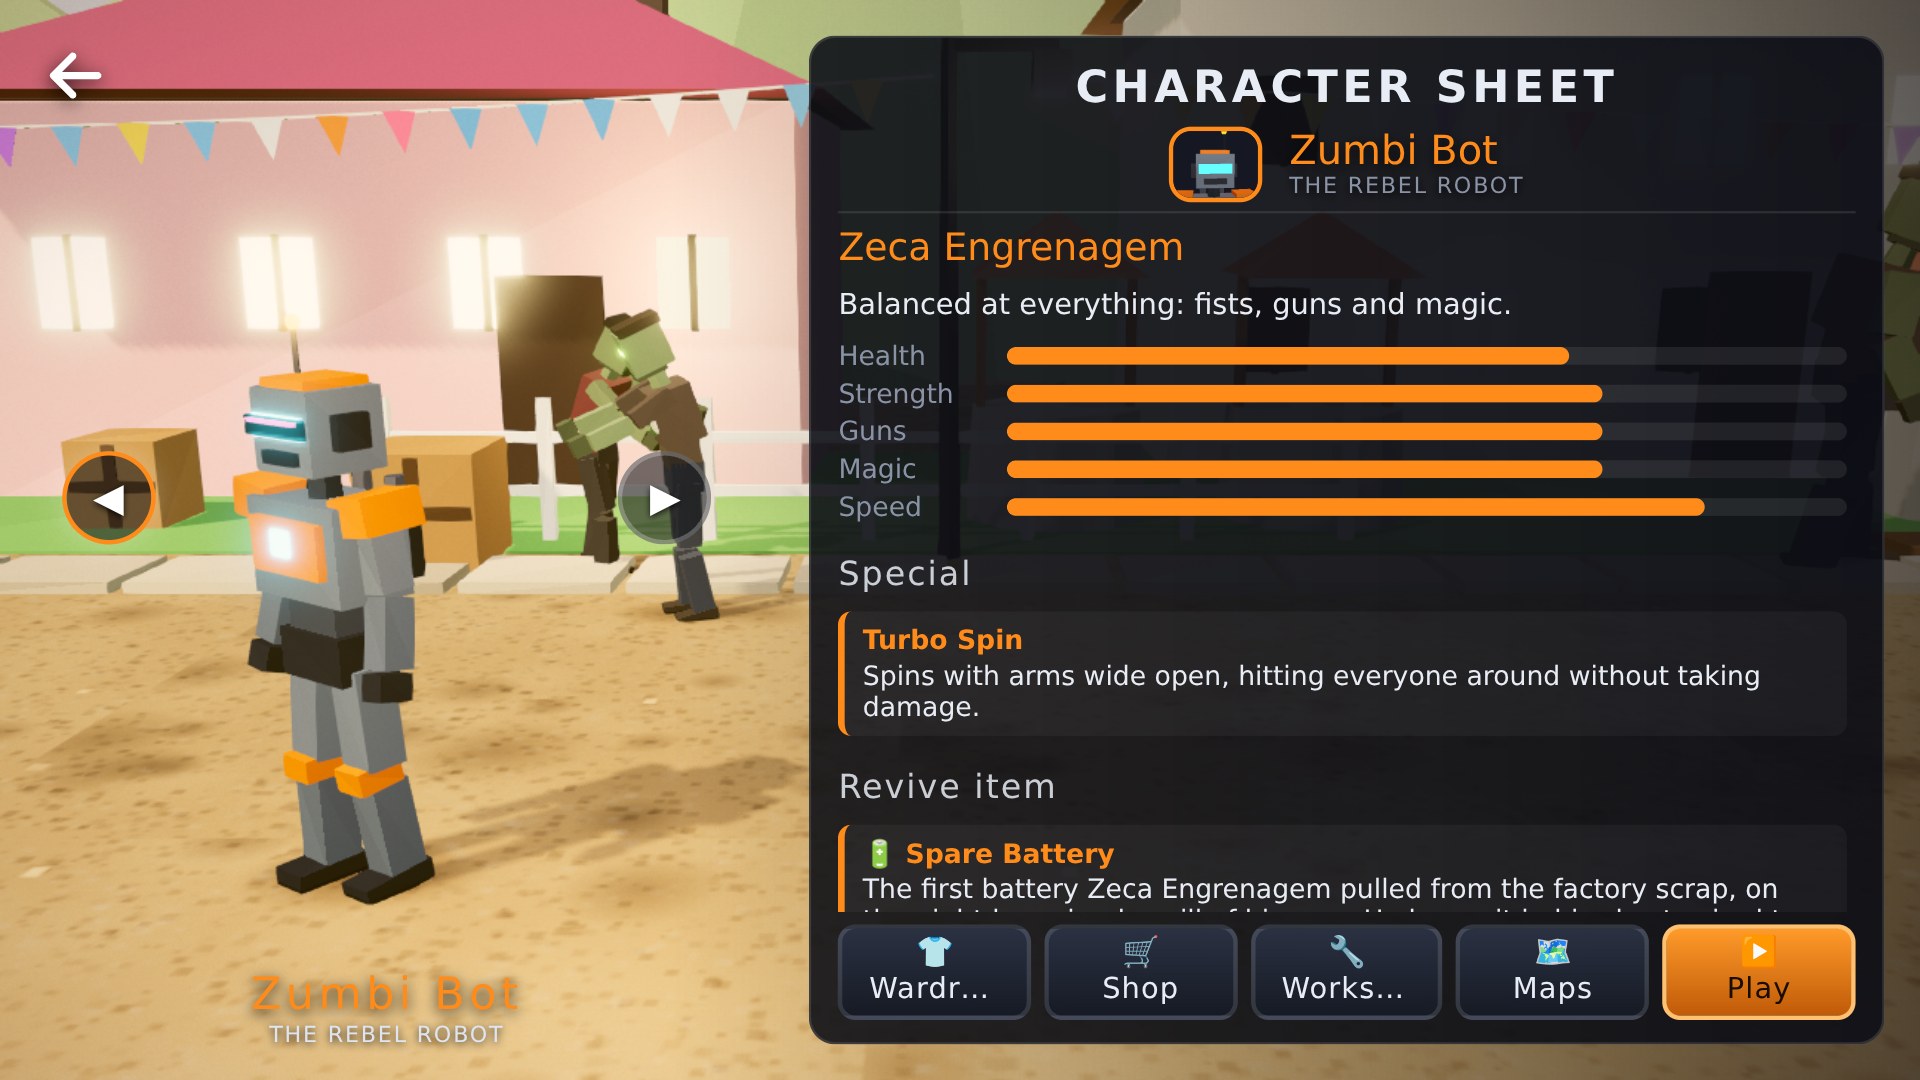 CHARACTER SHEET
Zumbi Bot
THE REBEL ROBOT
Zeca Engrenagem
Balanced at everything: fists, guns and magic.
Health
Strength
Guns
Magic
Speed
Special
Turbo Spin
Spins with arms wide open, hitting everyone around without taking
damage.
Revive item
Spare Battery
The first battery Zeca Engrenagem pulled from the factory scrap, on
Wardr...
Shop
Works...
Maps
Play
Zumbi Bot
THE REBEL ROBOT